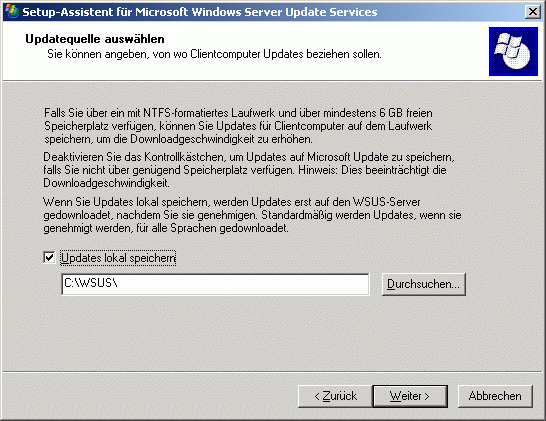 Setup-Assistent für Microsoft Windows Server Update Services
Updatequelle auswählen
Sie können angeben, von wo Clientcomputer Updates beziehen sollen.
Falls Sie über ein mit NTFS-formatiertes Laufwerk und über mindestens 6 GB freien
Speicherplatz verfügen, können Sie Updates für Clientcomputer auf dem Laufwerk
speichern, um die Downloadgeschwindigkeit zu erhöhen.
Deaktivieren Sie das Kontrollkästchen, um Updates auf Microsoft Update zu speichern,
falls Sie nicht über genügend Speicherplatz verfügen. Hinweis: Dies beeinträchtigt die
Downloadgeschwindigkeit.
Wenn Sie Updates lokal speichern, werden Updates erst auf den WSUS-Server
gedownloadet, nachdem Sie sie genehmigen. Standardmäßig werden Updates, wenn sie
genehmigt werden, für alle Sprachen gedownloadet.
Updates lokal speichern
C:\WSUS\
Durchsuchen...
< Zurück
Weiter >
Abbrechen